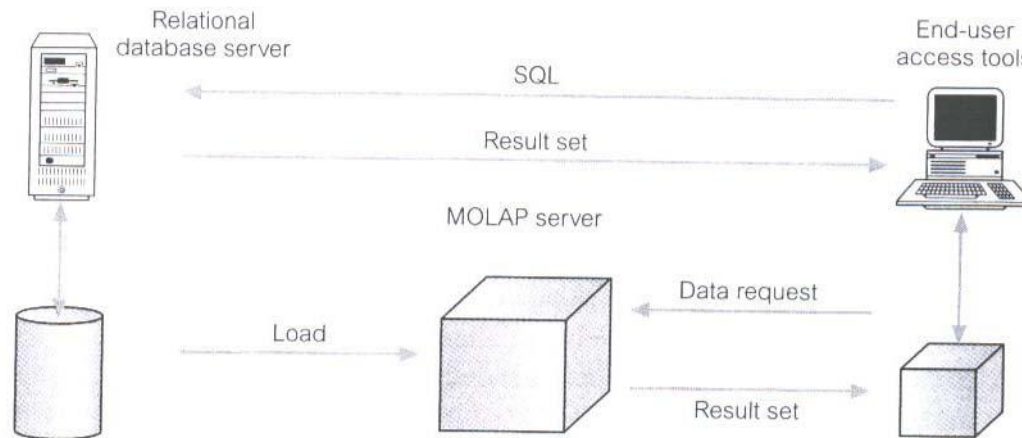 Relational
database server
End-user
access tools
SQL
Result set
MOLAP server
Data request
Load
Result set